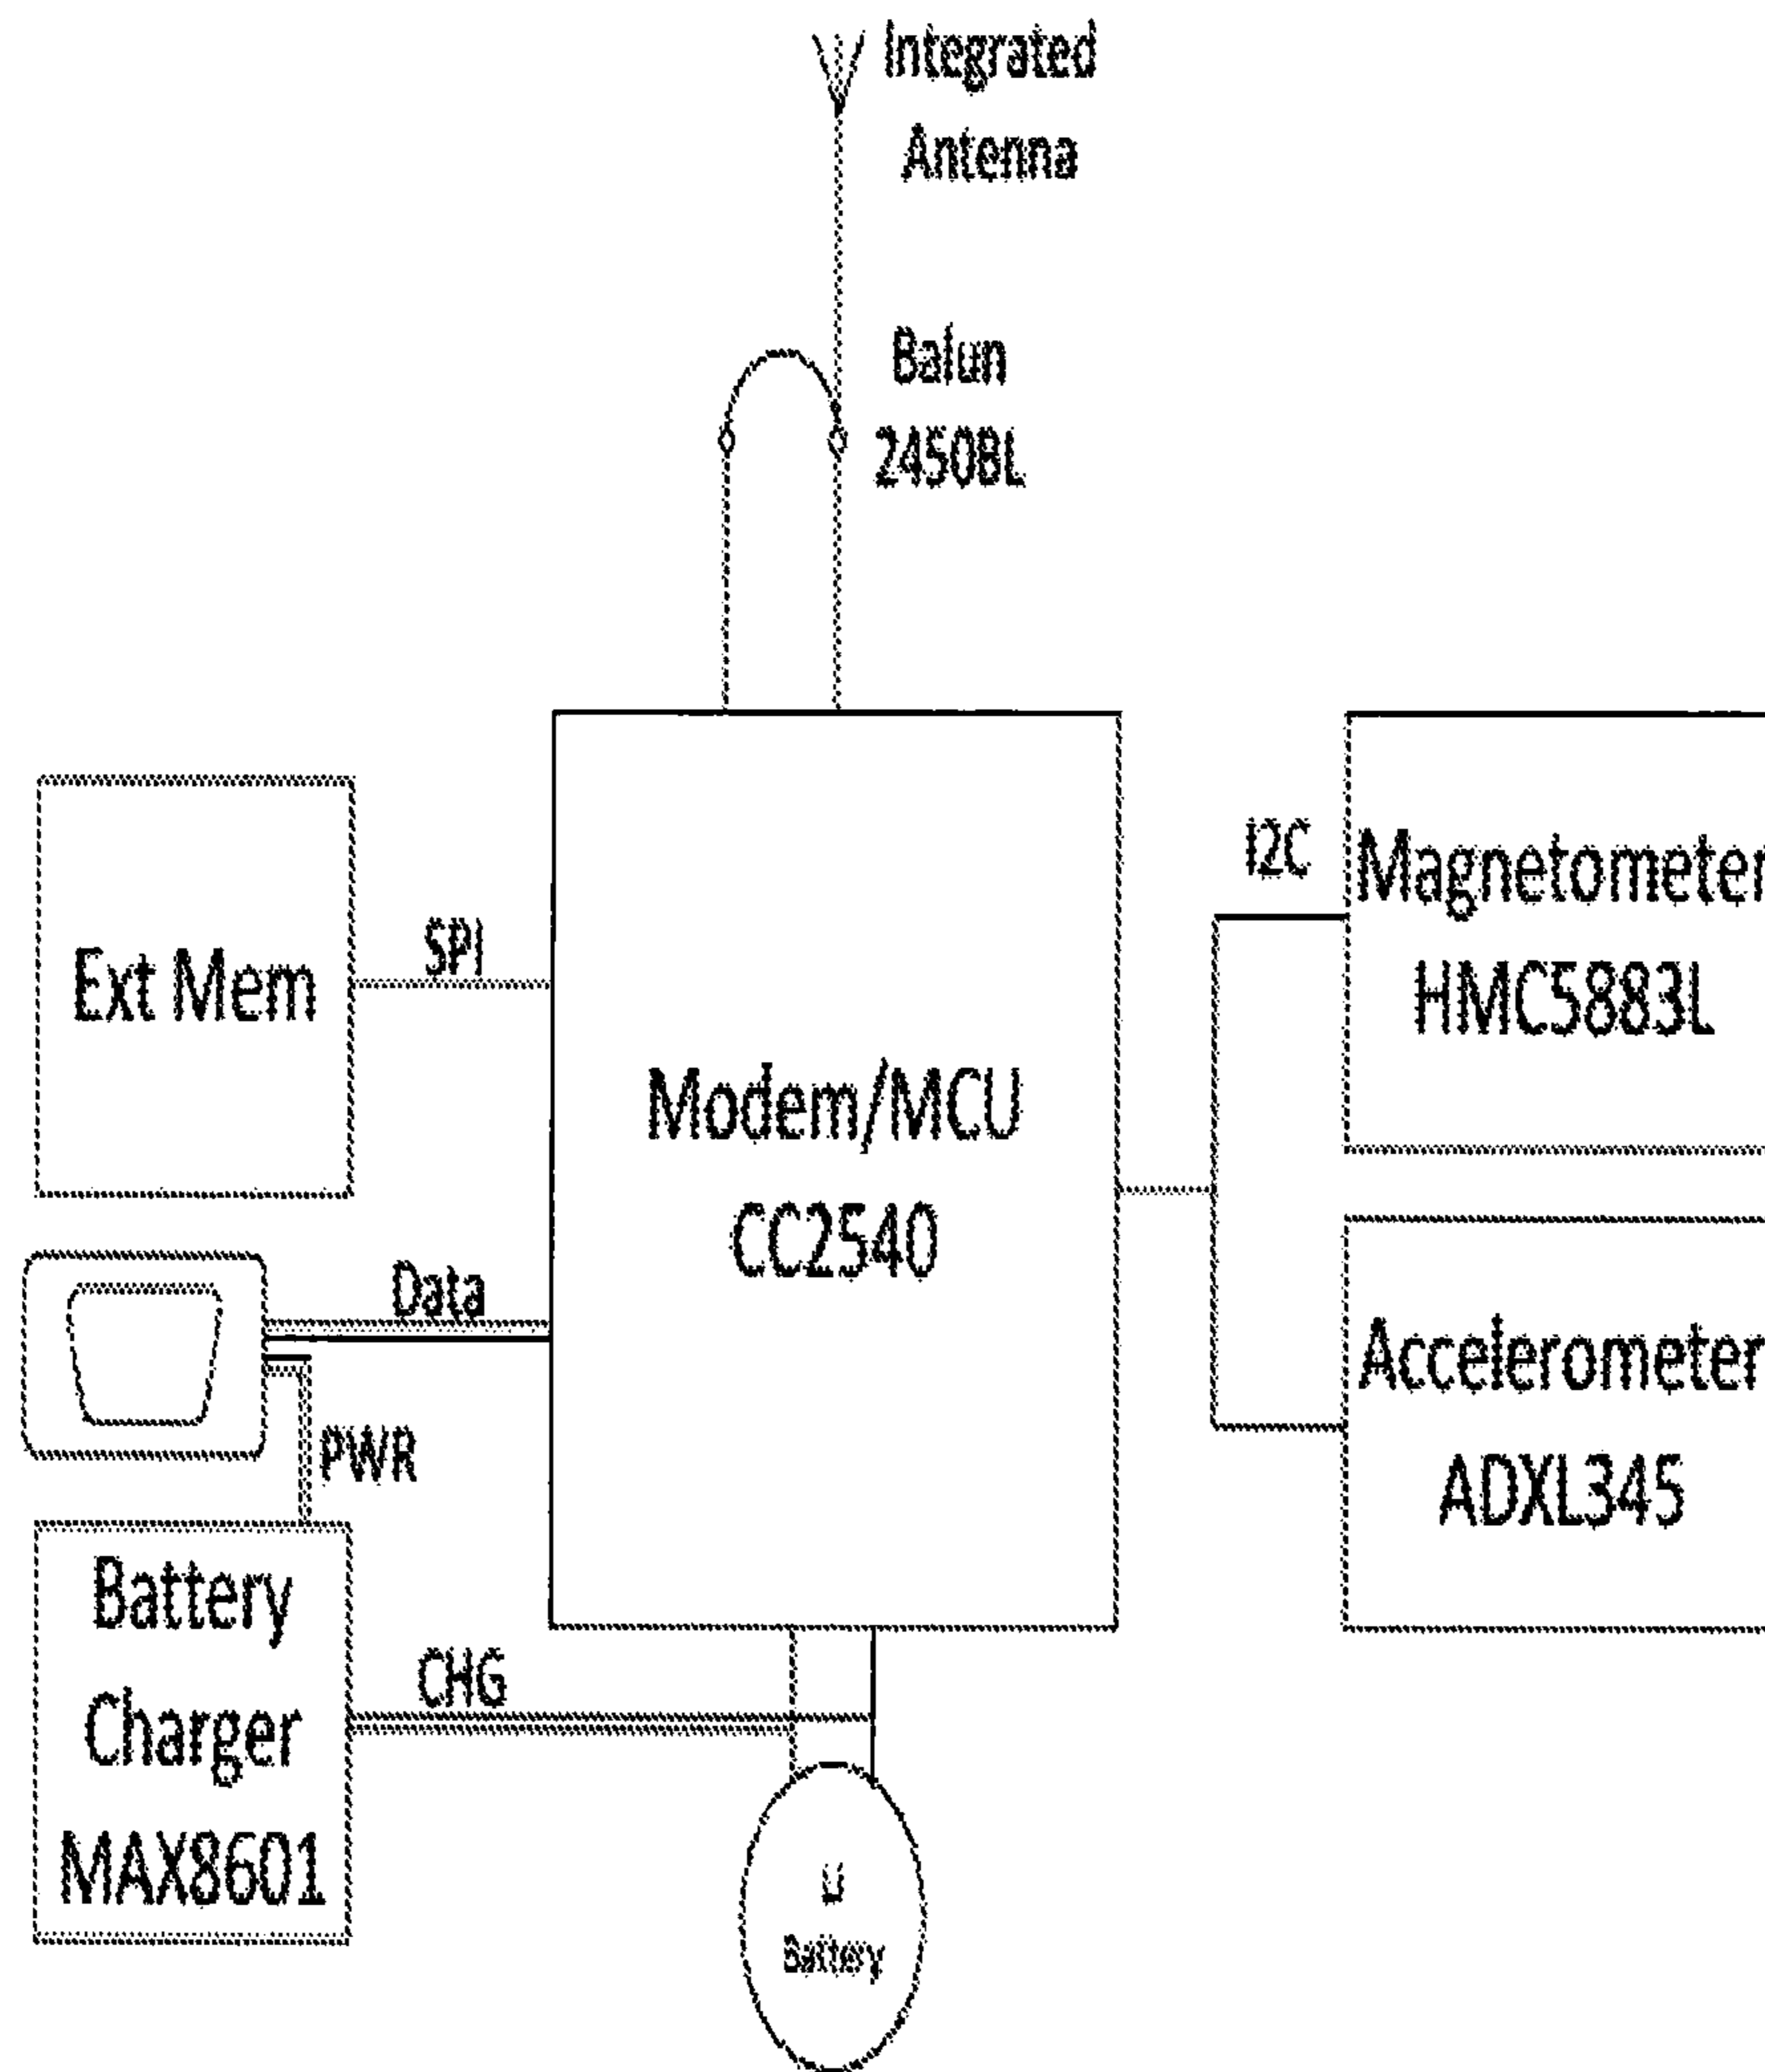 Integrated
Antenna
Balun
2450BL
I2C
Magnetometer
HMC5883L
SPI
Ext Mem
Modem/MCU
CC2540
Data
Accelerometer
ADXL345
PWR
Battery
Charger
MAX8601
CHG
Li
Battery